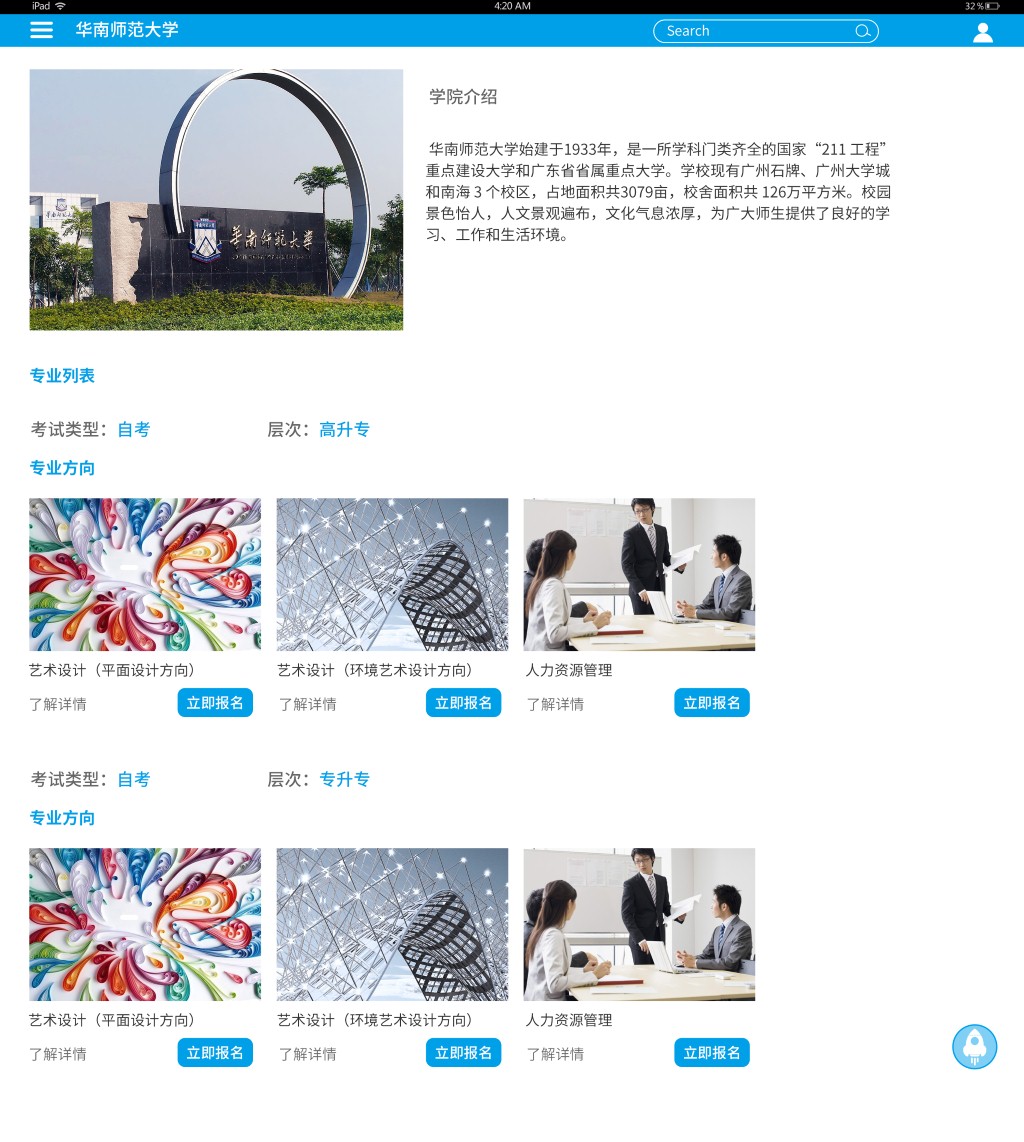 iPad 4:20 AM 32%
华南师范大学 Search
学院介绍
华南师范大学始建于1933年，是一所学科门类齐全的国家“211 工程”
重点建设大学和广东省省属重点大学。学校现有广州石牌、广州大学城
和南海 3 个校区，占地面积共3079亩，校舍面积共 126万平方米。校园
景色怡人，人文景观遍布，文化气息浓厚，为广大师生提供了良好的学
习、工作和生活环境。
华南师范大学
华南师范大学
专业列表
考试类型：自考 层次：高升专
专业方向
艺术设计（平面设计方向） 艺术设计（环境艺术设计方向） 人力资源管理
了解详情 立即报名 了解详情 立即报名 了解详情 立即报名
考试类型：自考 层次：专升专
专业方向
艺术设计（平面设计方向） 艺术设计（环境艺术设计方向） 人力资源管理
了解详情 立即报名 了解详情 立即报名 了解详情 立即报名